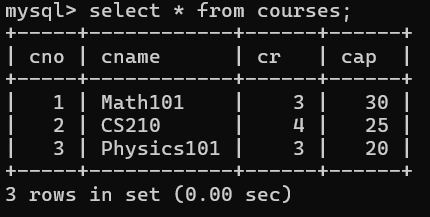 mysql> select * from courses;
+-----+------------+------+------+
| cno | cname      | cr   | cap  |
+-----+------------+------+------+
|   1 | Math101    |    3 |   30 |
|   2 | CS210      |    4 |   25 |
|   3 | Physics101 |    3 |   20 |
+-----+------------+------+------+
3 rows in set (0.00 sec)